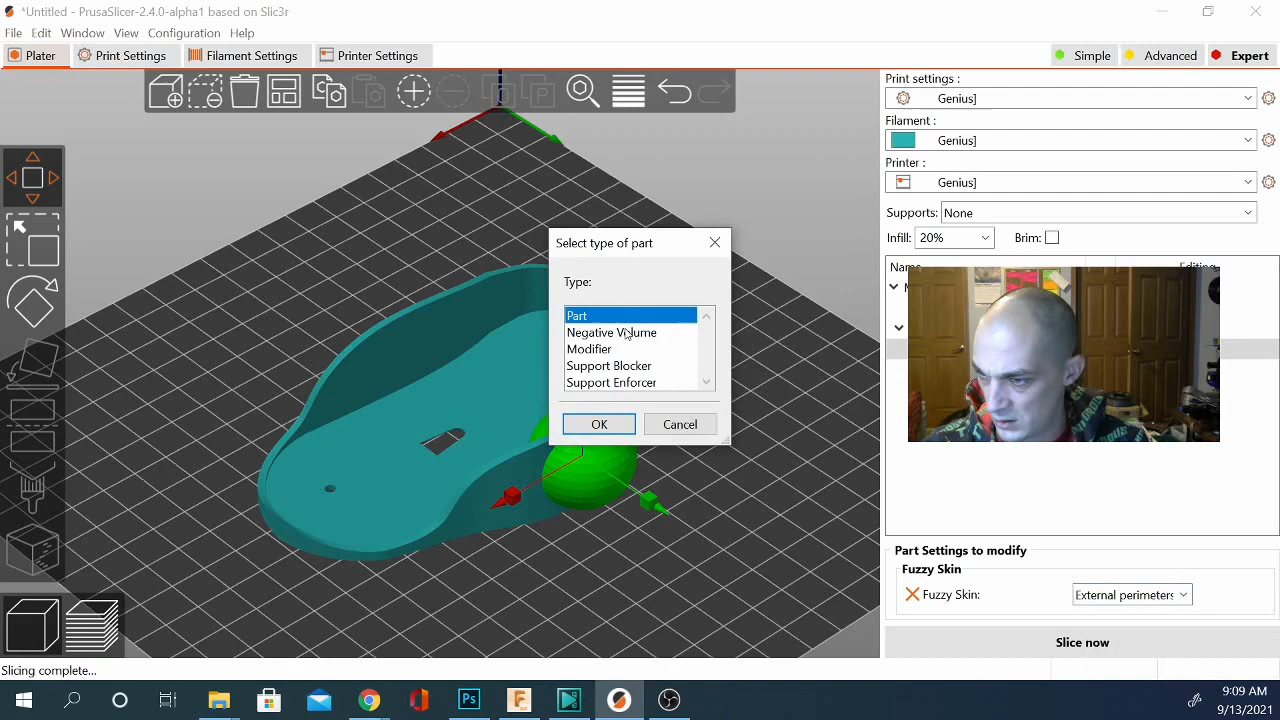 *Untitled - PrusaSlicer-2.4.0-alpha1 based on Slic3r
File Edit Window View Configuration Help
Plater Print Settings Filament Settings Printer Settings Simple Advanced Expert
Print settings :
Genius]
Filament :
Genius]
Printer :
Genius]
Supports: None
Infill: 20% Brim:
Name Editing
Select type of part
Type:
Part
Negative Volume
Modifier
Support Blocker
Support Enforcer
OK Cancel
Part Settings to modify
Fuzzy Skin
Fuzzy Skin: External perimeters
Slice now
Slicing complete...
Ps
9:09 AM
9/13/2021